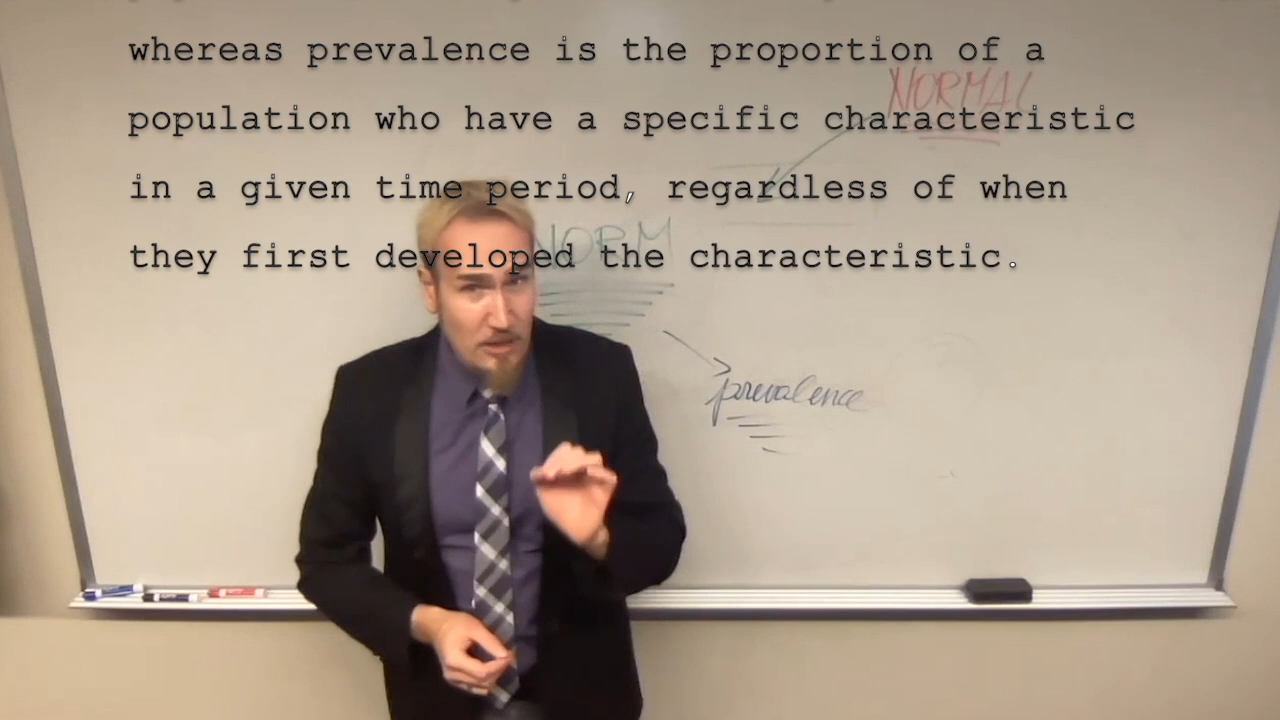 whereas prevalence is the proportion of a
NORMAL
population who have a specific characteristic
in a given time period, regardless of when
NORM
they first developed the characteristic.
prevalence